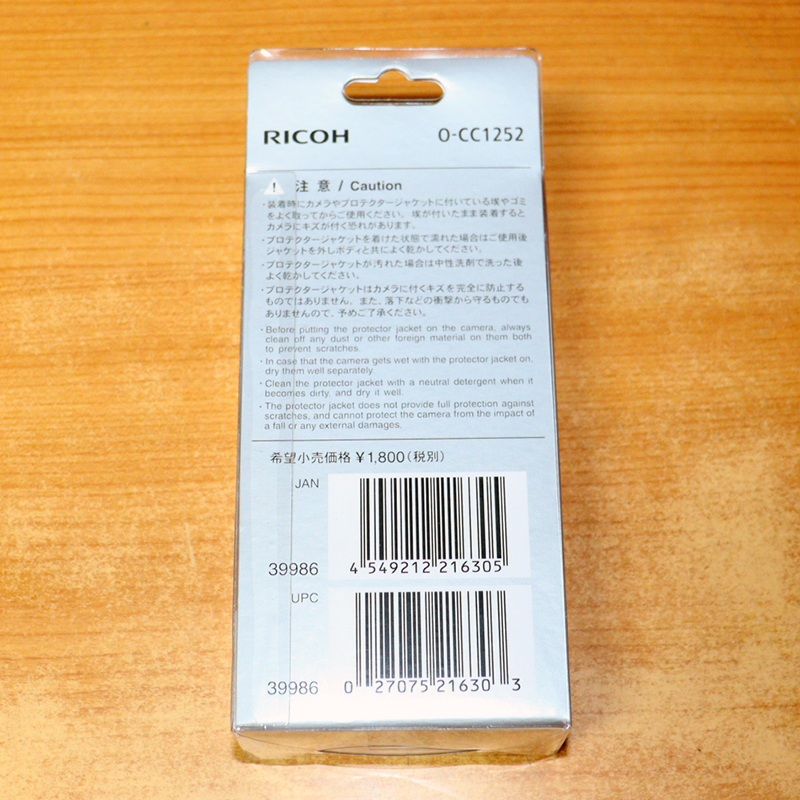 RICOH O-CC1252
注意 / Caution
・装着時にカメラやプロテクタージャケットに付いている埃やゴミ
をよく取ってからご使用ください。埃が付いたまま装着すると
カメラにキズが付く恐れがあります。
・プロテクタージャケットを着けた状態で濡れた場合はご使用後
ジャケットを外しボディと共によく乾かしてください。
・プロテクタージャケットが汚れた場合は中性洗剤で洗った後
よく乾かしてください。
・プロテクタージャケットはカメラに付くキズを完全に防止する
ものではありません。また、落下などの衝撃から守るものでも
ありませんので、予めご了承ください。
・Before putting the protector jacket on the camera, always
clean off any dust or other foreign material on them both
to prevent scratches.
・In case that the camera gets wet with the protector jacket on,
dry them well separately.
・Clean the protector jacket with a neutral detergent when it
becomes dirty, and dry it well.
・The protector jacket does not provide full protection against
scratches, and cannot protect the camera from the impact of
a fall or any external damages.
希望小売価格 ¥1,800(税別)
JAN
39986 4 549212 216305
UPC
39986 0 27075 21630 3